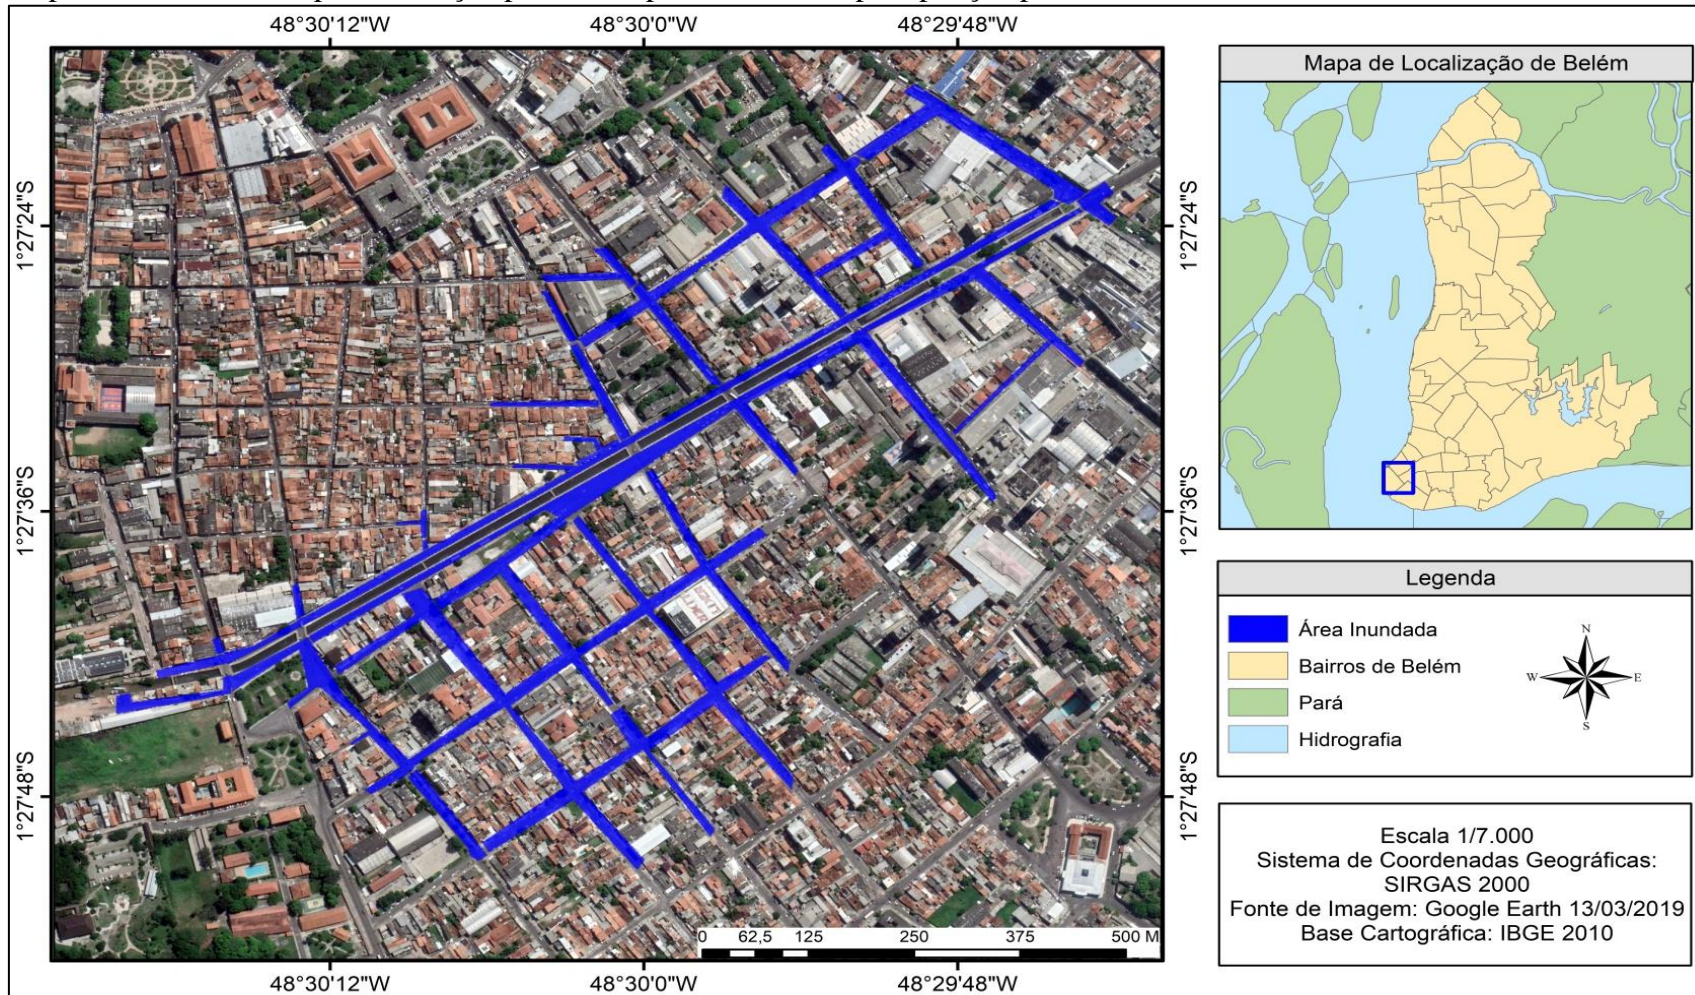 48°30'12"W 48°30'0"W 48°29'48"W
1°27'24"S
1°27'36"S
1°27'48"S
1°27'24"S
1°27'36"S
1°27'48"S
0 62,5 125 250 375 500 M
48°30'12"W 48°30'0"W 48°29'48"W
Mapa de Localização de Belém
Legenda
Área Inundada
Bairros de Belém
Pará
Hidrografia
N
W E
S
Escala 1/7.000
Sistema de Coordenadas Geográficas:
SIRGAS 2000
Fonte de Imagem: Google Earth 13/03/2019
Base Cartográfica: IBGE 2010